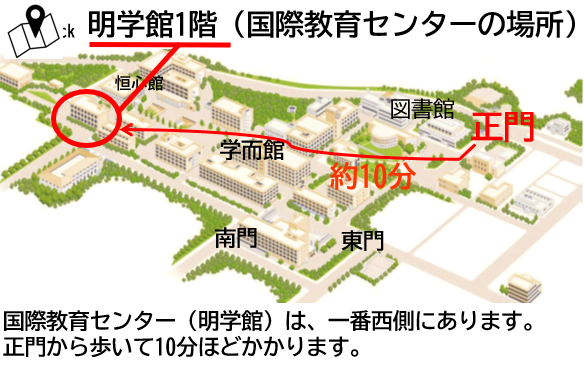 :k 明学館1階（国際教育センターの場所）
恒心館
図書館
正門
学而館
約10分
南門
東門
国際教育センター（明学館）は、一番西側にあります。
正門から歩いて10分ほどかかります。